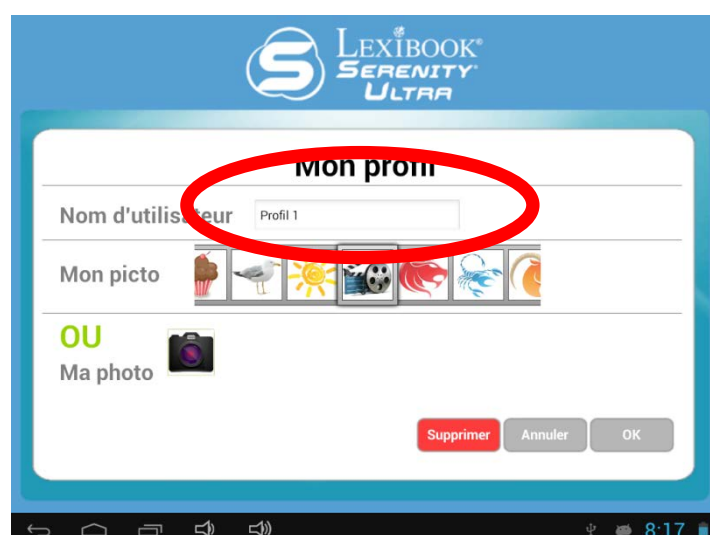 LEXIBOOK®
SERENITY
ULTRA
Mon profil
Nom d'utilisateur
Profil 1
Mon picto
OU
Ma photo
Supprimer
Annuler
OK
8:17